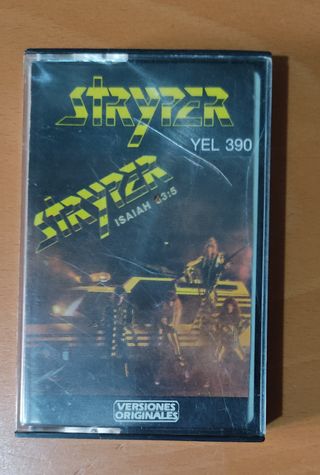 STRYPER
YEL 390
STRYPER
ISAIAH 53:5
VERSIONES
ORIGINALES